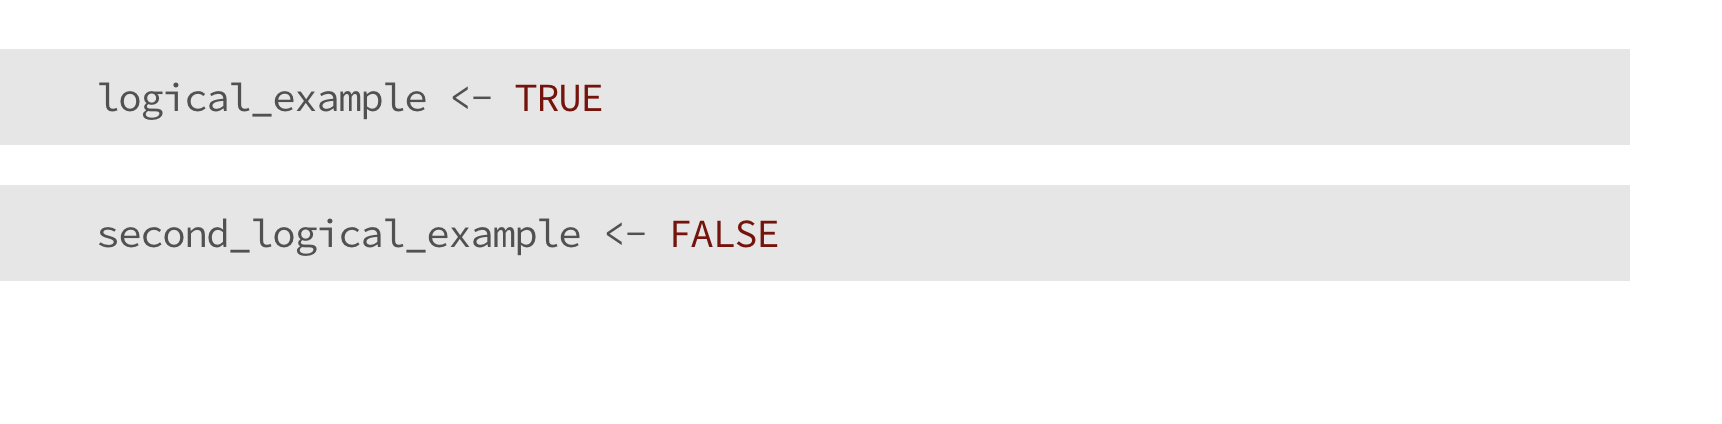 logical_example <- TRUE
second_logical_example <- FALSE